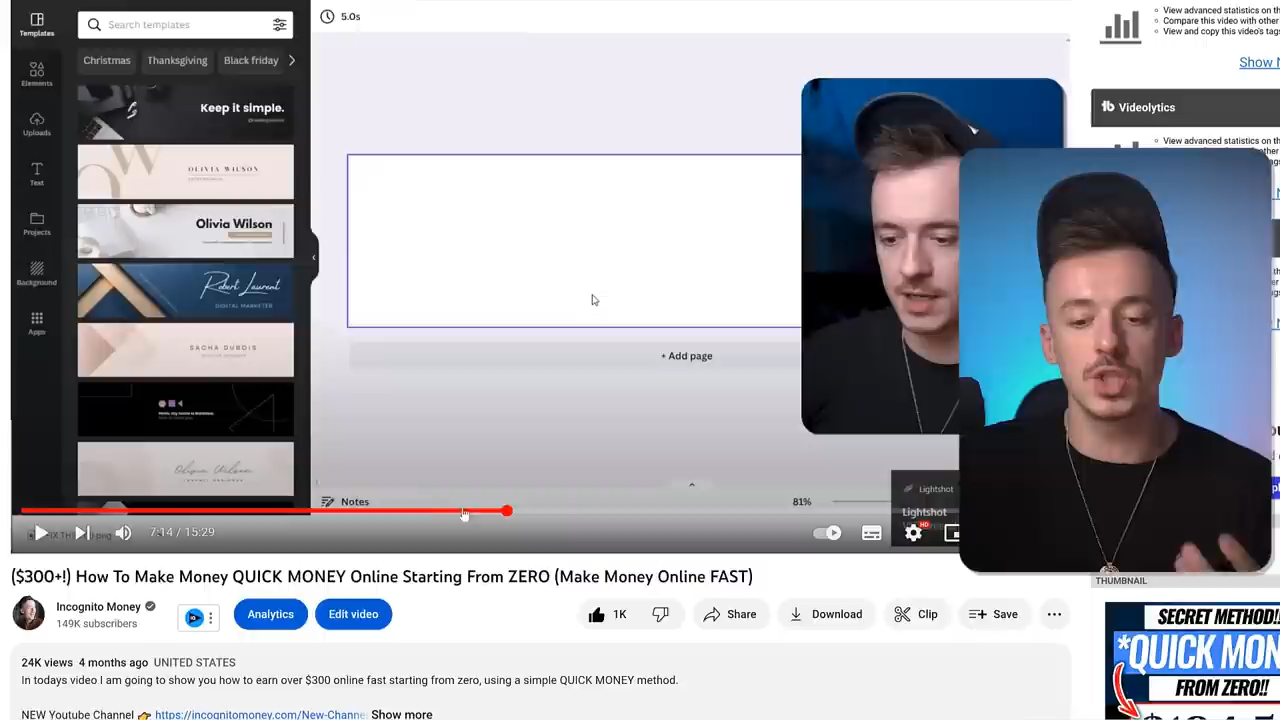 Templates
Search templates
5.0s
Christmas Thanksgiving Black friday
Elements
Keep it simple.
Uploads
OLIVIA WILSON
Text
Olivia Wilson
Projects
Robert Laurent
DIGITAL MARKETER
Background
Apps
SACHA DUBOIS
+ Add page
Olivia Wilson
Notes
81%
Lightshot
Lightshot
HD
7:14 / 15:29
($300+!) How To Make Money QUICK MONEY Online Starting From ZERO (Make Money Online FAST)
Incognito Money
149K subscribers
Analytics
Edit video
1K
Share
Download
Clip
Save
24K views 4 months ago UNITED STATES
In todays video I am going to show you how to earn over $300 online fast starting from zero, using a simple QUICK MONEY method.
NEW Youtube Channel 👉 https://incognitomoney.com/New-Channe Show more
View advanced statistics on th
Compare this video with other
View and copy this video's tags
Show
tb Videolytics
View advanced statistics on th
THUMBNAIL
SECRET METHOD!!
*QUICK MON
FROM ZERO!!